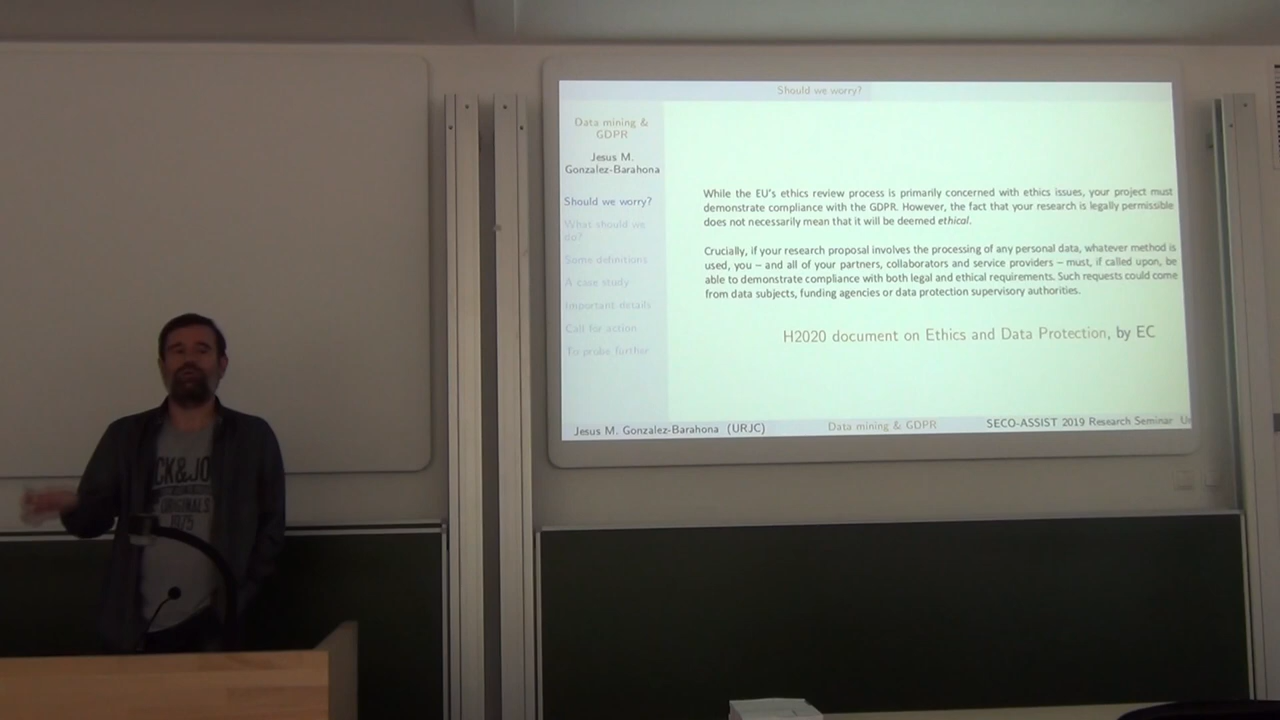 Should we worry?
Data mining &
GDPR
Jesus M.
Gonzalez-Barahona
Should we worry?
What should we
do?
Some definitions
A case study
Important details
Call for action
To probe further
While the EU's ethics review process is primarily concerned with ethics issues, your project must
demonstrate compliance with the GDPR. However, the fact that your research is legally permissible
does not necessarily mean that it will be deemed ethical.
Crucially, if your research proposal involves the processing of any personal data, whatever method is
used, you – and all of your partners, collaborators and service providers – must, if called upon, be
able to demonstrate compliance with both legal and ethical requirements. Such requests could come
from data subjects, funding agencies or data protection supervisory authorities.
H2020 document on Ethics and Data Protection, by EC
Jesus M. Gonzalez-Barahona (URJC)
Data mining & GDPR
SECO-ASSIST 2019 Research Seminar
CK&JO
ORIGINALS
1975